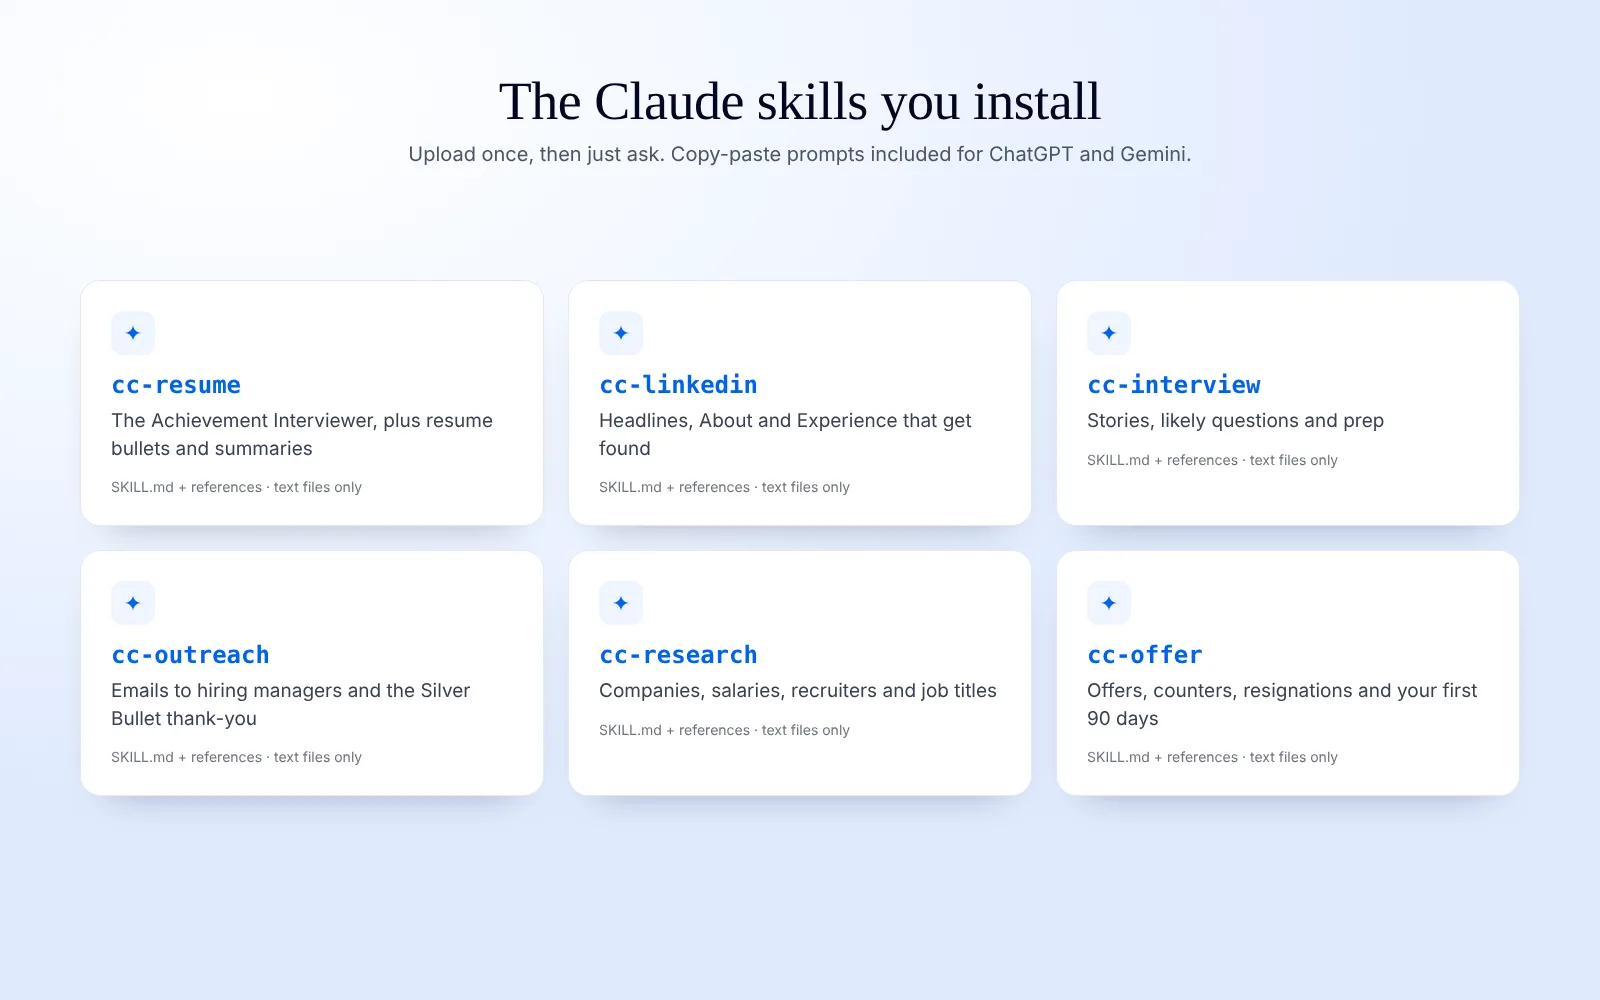 The Claude skills you install
Upload once, then just ask. Copy-paste prompts included for ChatGPT and Gemini.
cc-resume
The Achievement Interviewer, plus resume
bullets and summaries
SKILL.md + references · text files only
cc-linkedin
Headlines, About and Experience that get
found
SKILL.md + references · text files only
cc-interview
Stories, likely questions and prep
SKILL.md + references · text files only
cc-outreach
Emails to hiring managers and the Silver
Bullet thank-you
SKILL.md + references · text files only
cc-research
Companies, salaries, recruiters and job titles
SKILL.md + references · text files only
cc-offer
Offers, counters, resignations and your first
90 days
SKILL.md + references · text files only